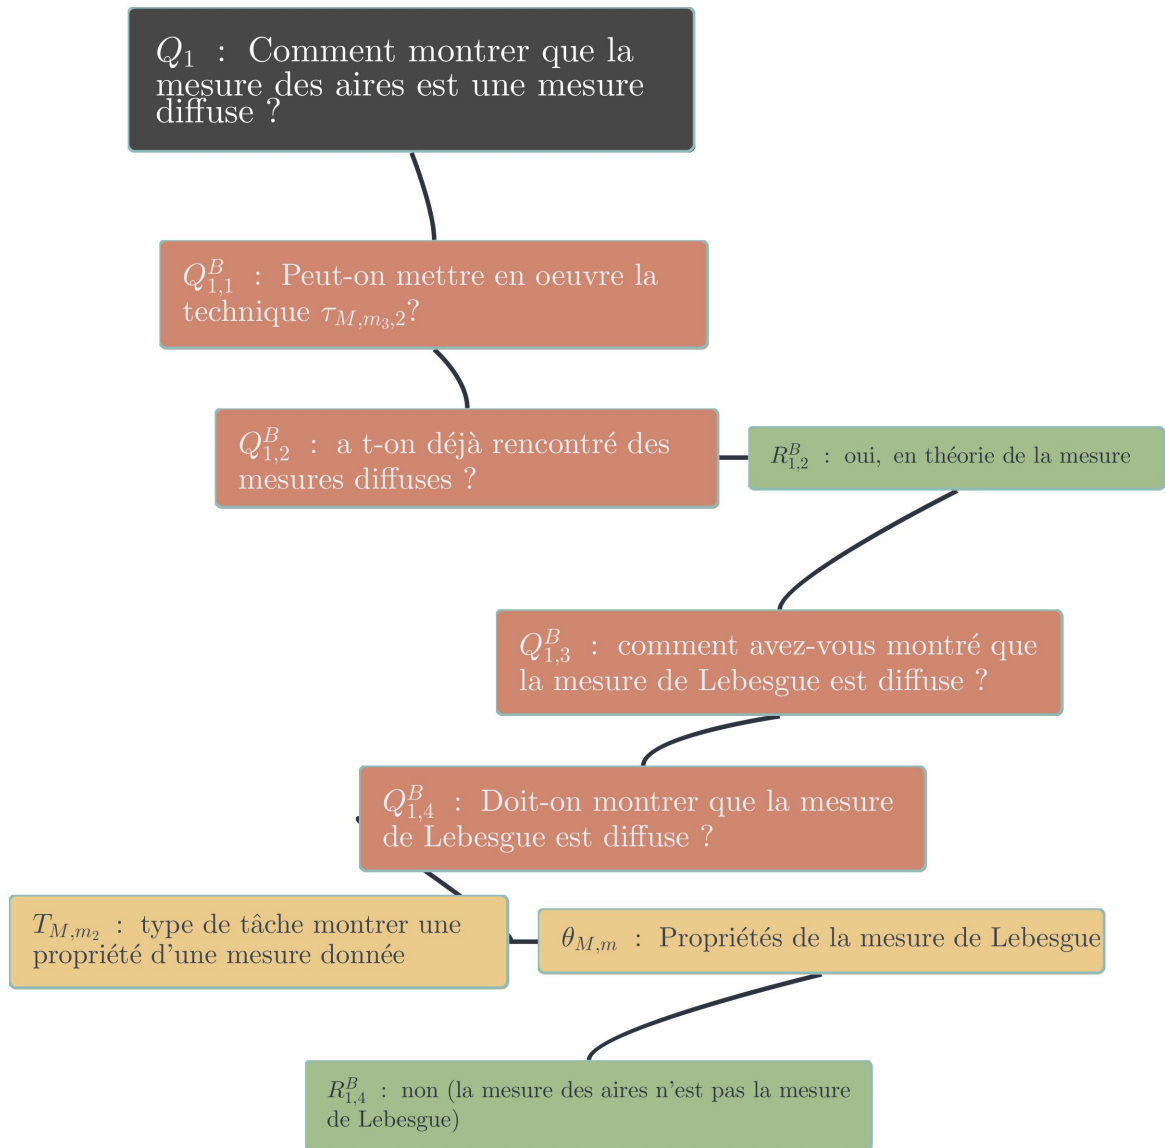 Q₁ : Comment montrer que la
mesure des aires est une mesure
diffuse ?
Q^B_{1,1} : Peut-on mettre en oeuvre la
technique τ_{M,m₃,2}?
Q^B_{1,2} : a t-on déjà rencontré des
mesures diffuses ?
R^B_{1,2} : oui, en théorie de la mesure
Q^B_{1,3} : comment avez-vous montré que
la mesure de Lebesgue est diffuse ?
Q^B_{1,4} : Doit-on montrer que la mesure
de Lebesgue est diffuse ?
T_{M,m₂} : type de tâche montrer une
propriété d'une mesure donnée
θ_{M,m} : Propriétés de la mesure de Lebesgue
R^B_{1,4} : non (la mesure des aires n'est pas la mesure
de Lebesgue)